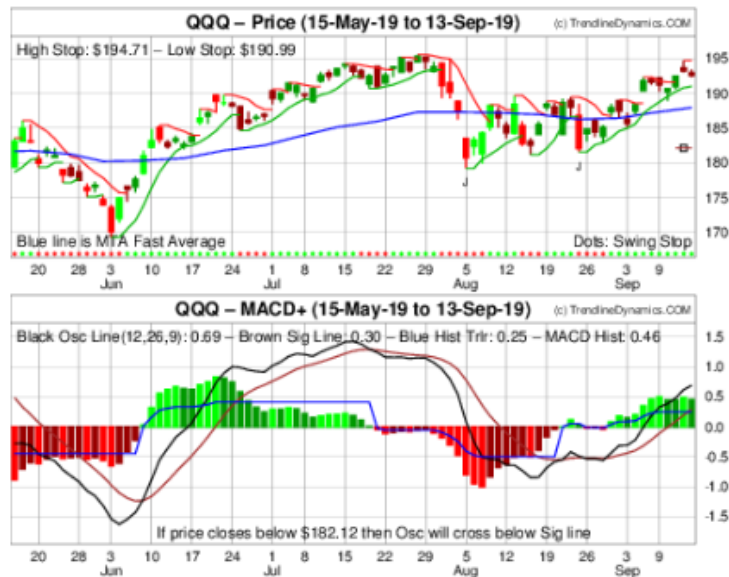 QQQ – Price (15-May-19 to 13-Sep-19)
(c) TrendlineDynamics.COM
High Stop: $194.71 – Low Stop: $190.99
195
190
185
180
175
170
J
J
Blue line is MTA Fast Average
Dots: Swing Stop
20 28 3 10 17 24 1 8 15 22 29 5 12 19 26 3 9
Jun Jul Aug Sep
QQQ – MACD+ (15-May-19 to 13-Sep-19)
(c) TrendlineDynamics.COM
Black Osc Line(12,26,9): 0.69 – Brown Sig Line: 0.30 – Blue Hist Trlr: 0.25 – MACD Hist: 0.46
1.5
1.0
0.5
0.0
-0.5
-1.0
-1.5
If price closes below $182.12 then Osc will cross below Sig line
20 28 3 10 17 24 1 8 15 22 29 5 12 19 26 3 9
Jun Jul Aug Sep